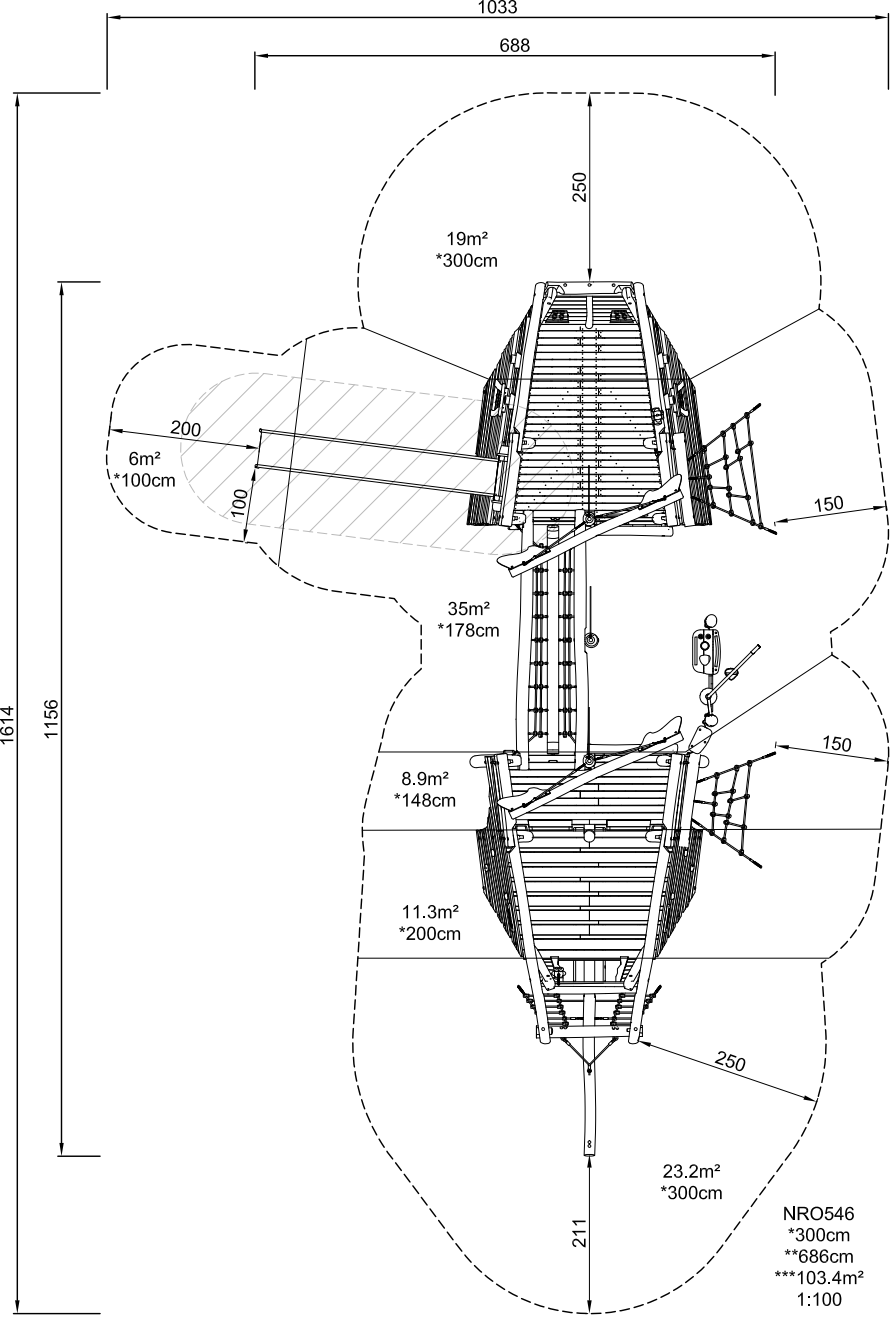 1033
688
250
19m²
*300cm
200
6m²
*100cm
100
150
35m²
*178cm
1614
1156
150
8.9m²
*148cm
11.3m²
*200cm
250
23.2m²
*300cm
211
NRO546
*300cm
**686cm
***103.4m²
1:100